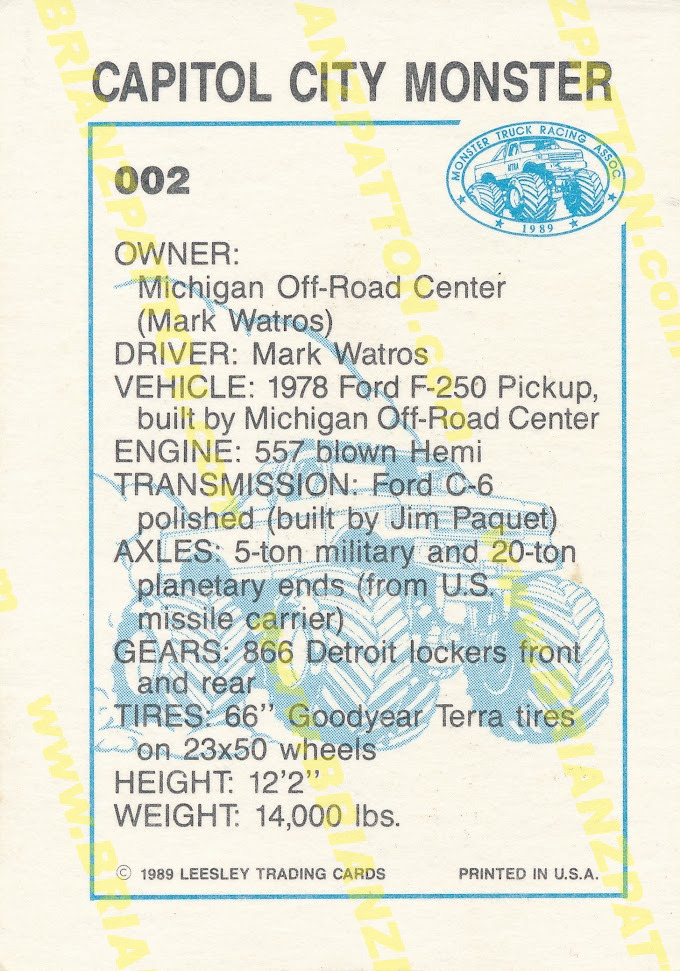 CAPITOL CITY MONSTER
MONSTER TRUCK RACING ASSOC.
MTRA
1989
002
OWNER:
Michigan Off-Road Center
(Mark Watros)
DRIVER: Mark Watros
VEHICLE: 1978 Ford F-250 Pickup,
built by Michigan Off-Road Center
ENGINE: 557 blown Hemi
TRANSMISSION: Ford C-6
polished (built by Jim Paquet)
AXLES: 5-ton military and 20-ton
planetary ends (from U.S.
missile carrier)
GEARS: 866 Detroit lockers front
and rear
TIRES: 66'' Goodyear Terra tires
on 23x50 wheels
HEIGHT: 12'2''
WEIGHT: 14,000 lbs.
© 1989 LEESLEY TRADING CARDS PRINTED IN U.S.A.
WWW.BRIANZPATTON.com